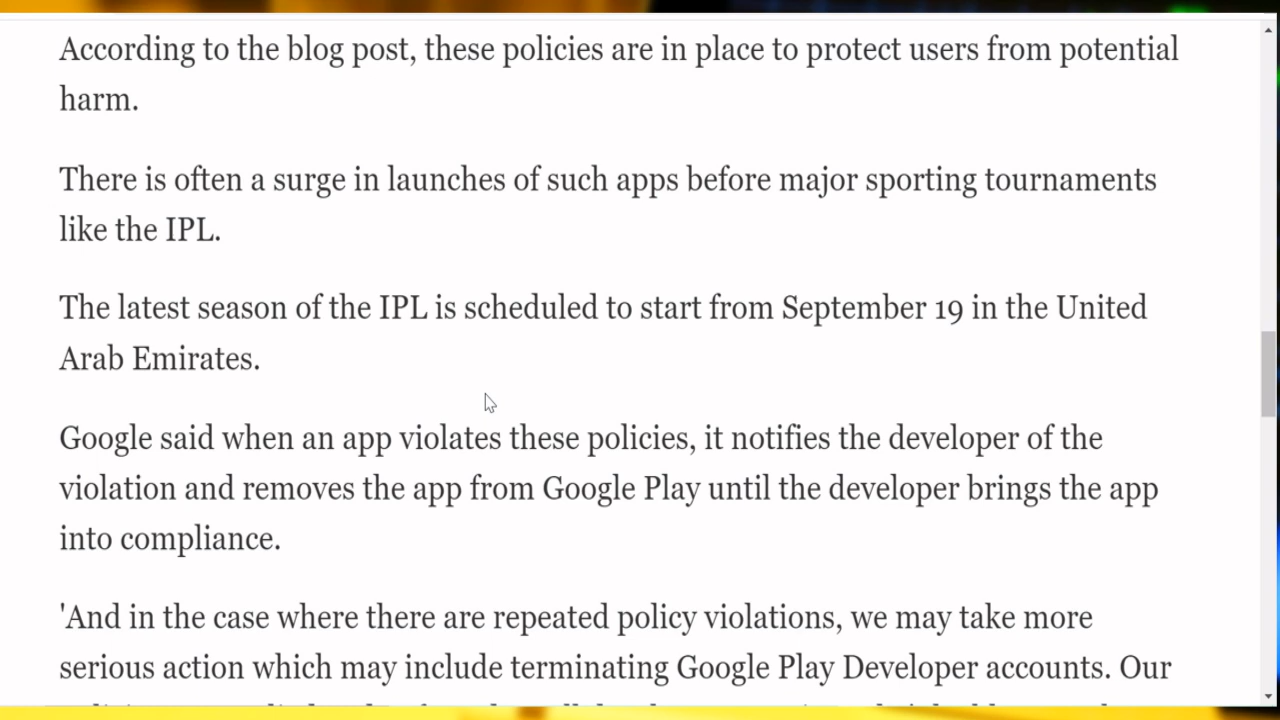 According to the blog post, these policies are in place to protect users from potential
harm.
There is often a surge in launches of such apps before major sporting tournaments
like the IPL.
The latest season of the IPL is scheduled to start from September 19 in the United
Arab Emirates.
Google said when an app violates these policies, it notifies the developer of the
violation and removes the app from Google Play until the developer brings the app
into compliance.
'And in the case where there are repeated policy violations, we may take more
serious action which may include terminating Google Play Developer accounts. Our